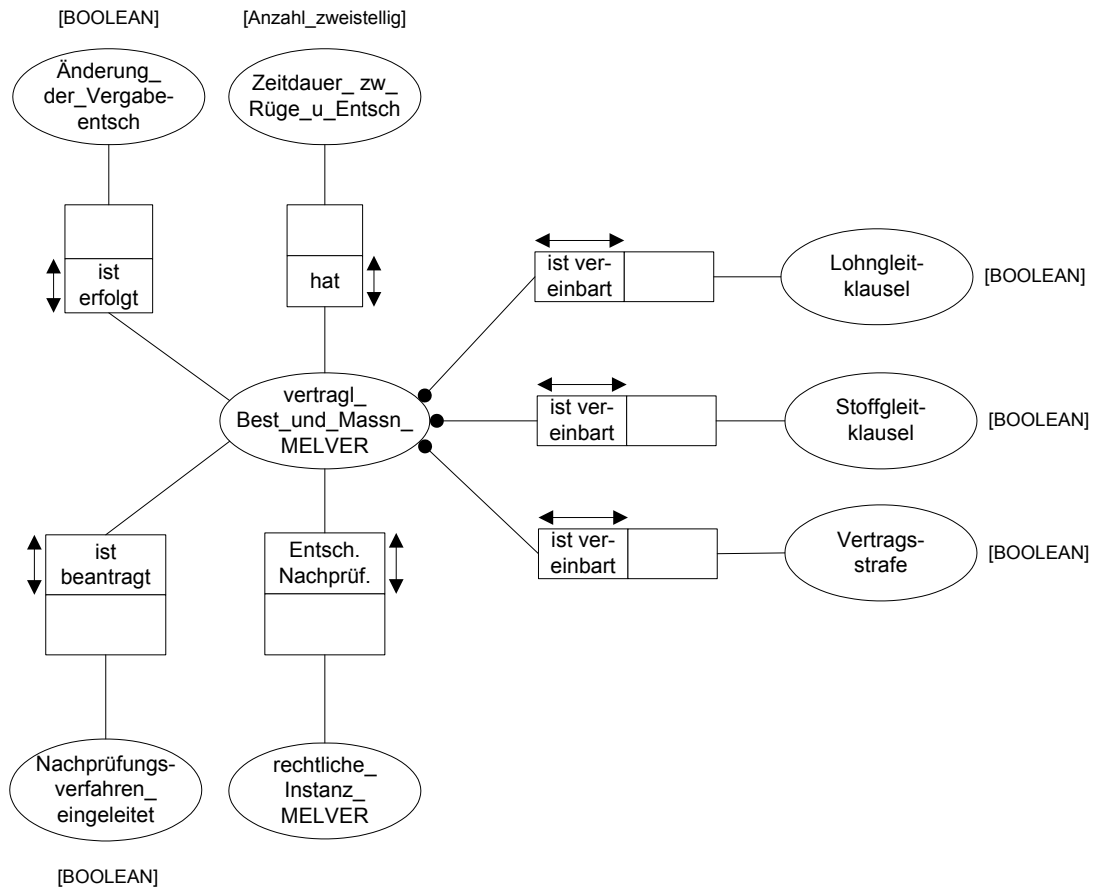 [BOOLEAN]
[Anzahl_zweistellig]
Änderung_
der_Vergabe-
entsch
Zeitdauer_ zw_
Rüge_u_Entsch
ist
erfolgt
hat
ist ver-
einbart
Lohngleit-
klausel
[BOOLEAN]
vertragl_
Best_und_Massn_
MELVER
ist ver-
einbart
Stoffgleit-
klausel
[BOOLEAN]
ist ver-
einbart
Vertrags-
strafe
[BOOLEAN]
ist
beantragt
Entsch.
Nachprüf.
Nachprüfungs-
verfahren_
eingeleitet
rechtliche_
Instanz_
MELVER
[BOOLEAN]